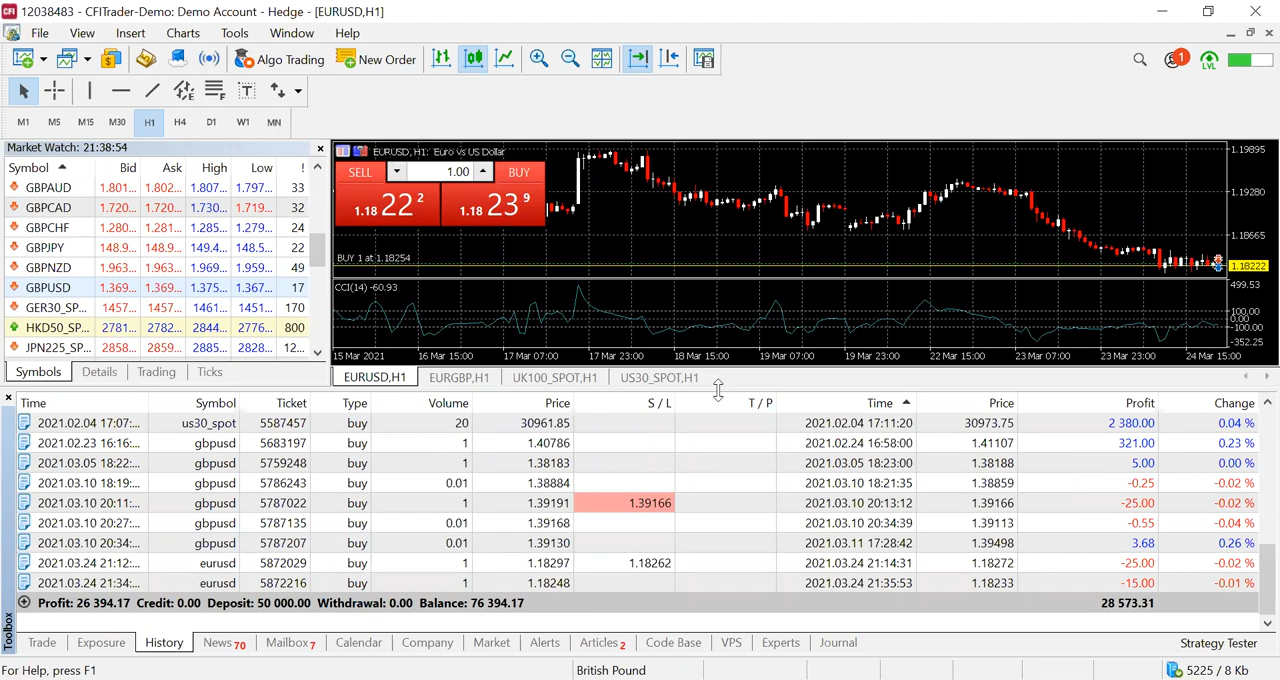 12038483 - CFITrader-Demo: Demo Account - Hedge - [EURUSD,H1]
File View Insert Charts Tools Window Help
Algo Trading New Order 1 LVL
M1 M5 M15 M30 H1 H4 D1 W1 MN
Market Watch: 21:38:54
Symbol Bid Ask High Low !
GBPAUD 1.801... 1.802... 1.807... 1.797... 33
GBPCAD 1.720... 1.720... 1.730... 1.719... 32
GBPCHF 1.280... 1.281... 1.285... 1.279... 24
GBPJPY 148.9... 148.9... 149.4... 148.5... 22
GBPNZD 1.963... 1.963... 1.969... 1.959... 49
GBPUSD 1.369... 1.369... 1.375... 1.367... 17
GER30_SP... 1457... 1457... 1461... 1451... 170
HKD50_SP... 2781... 2782... 2844... 2776... 800
JPN225_SP... 2858... 2859... 2885... 2828... 12...
Symbols Details Trading Ticks
EURUSD, H1: Euro vs US Dollar
SELL 1.00 BUY
1.18 22 2 1.18 23 9
BUY 1 at 1.18254
1.19895
1.19280
1.18665
1.18222
CCI(14) -60.93
499.53
100.00
0.00
-100.00
-352.25
15 Mar 2021 16 Mar 15:00 17 Mar 07:00 17 Mar 23:00 18 Mar 15:00 19 Mar 07:00 19 Mar 23:00 22 Mar 15:00 23 Mar 07:00 23 Mar 23:00 24 Mar 15:00
EURUSD,H1 EURGBP,H1 UK100_SPOT,H1 US30_SPOT,H1
Time Symbol Ticket Type Volume Price S / L T / P Time Price Profit Change
2021.02.04 17:07:... us30_spot 5587457 buy 20 30961.85 2021.02.04 17:11:20 30973.75 2 380.00 0.04 %
2021.02.23 16:16:... gbpusd 5683197 buy 1 1.40786 2021.02.24 16:58:00 1.41107 321.00 0.23 %
2021.03.05 18:22:... gbpusd 5759248 buy 1 1.38183 2021.03.05 18:23:00 1.38188 5.00 0.00 %
2021.03.10 18:19:... gbpusd 5786243 buy 0.01 1.38884 2021.03.10 18:21:35 1.38859 -0.25 -0.02 %
2021.03.10 20:11:... gbpusd 5787022 buy 1 1.39191 1.39166 2021.03.10 20:13:12 1.39166 -25.00 -0.02 %
2021.03.10 20:27:... gbpusd 5787135 buy 0.01 1.39168 2021.03.10 20:34:39 1.39113 -0.55 -0.04 %
2021.03.10 20:34:... gbpusd 5787207 buy 0.01 1.39130 2021.03.11 17:28:42 1.39498 3.68 0.26 %
2021.03.24 21:12:... eurusd 5872029 buy 1 1.18297 1.18262 2021.03.24 21:14:31 1.18272 -25.00 -0.02 %
2021.03.24 21:34:... eurusd 5872216 buy 1 1.18248 2021.03.24 21:35:53 1.18233 -15.00 -0.01 %
Profit: 26 394.17 Credit: 0.00 Deposit: 50 000.00 Withdrawal: 0.00 Balance: 76 394.17 28 573.31
Toolbox
Trade Exposure History News 70 Mailbox 7 Calendar Company Market Alerts Articles 2 Code Base VPS Experts Journal Strategy Tester
For Help, press F1 British Pound 5225 / 8 Kb